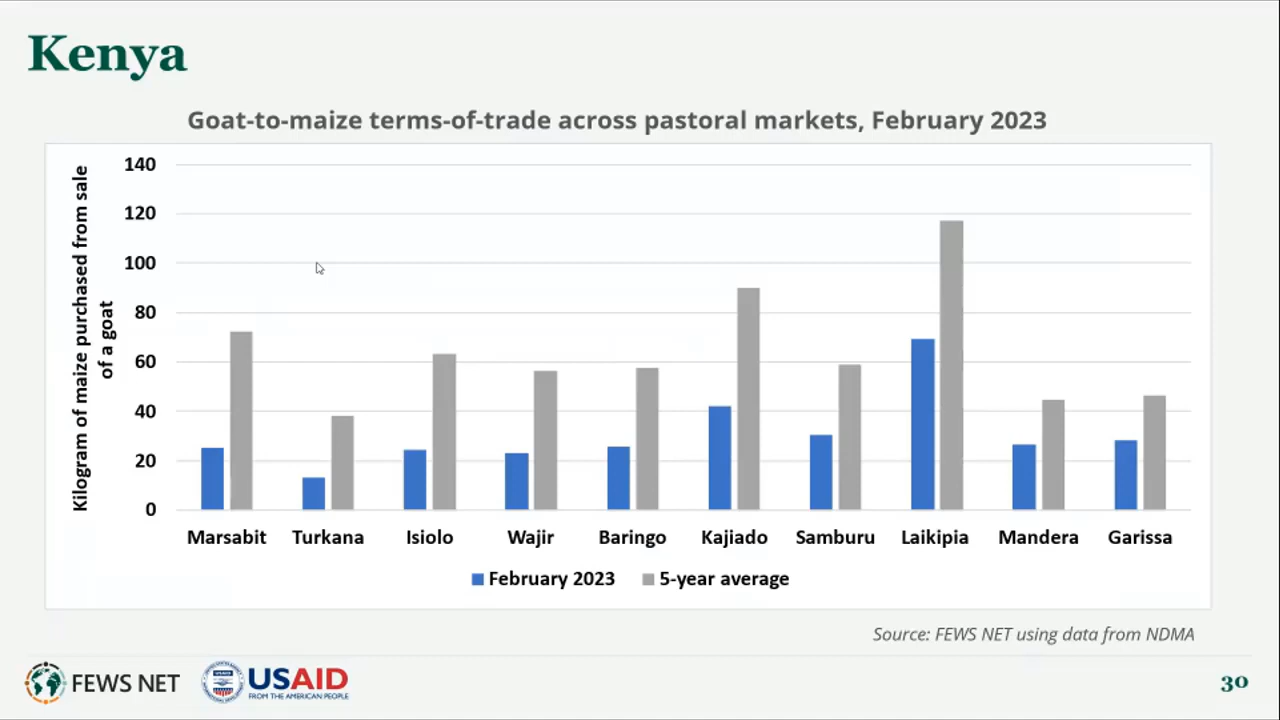 Kenya
Goat-to-maize terms-of-trade across pastoral markets, February 2023
Kilogram of maize purchased from sale
of a goat
140
120
100
80
60
40
20
0
Marsabit Turkana Isiolo Wajir Baringo Kajiado Samburu Laikipia Mandera Garissa
February 2023 5-year average
Source: FEWS NET using data from NDMA
FEWS NET
USAID
FROM THE AMERICAN PEOPLE
30